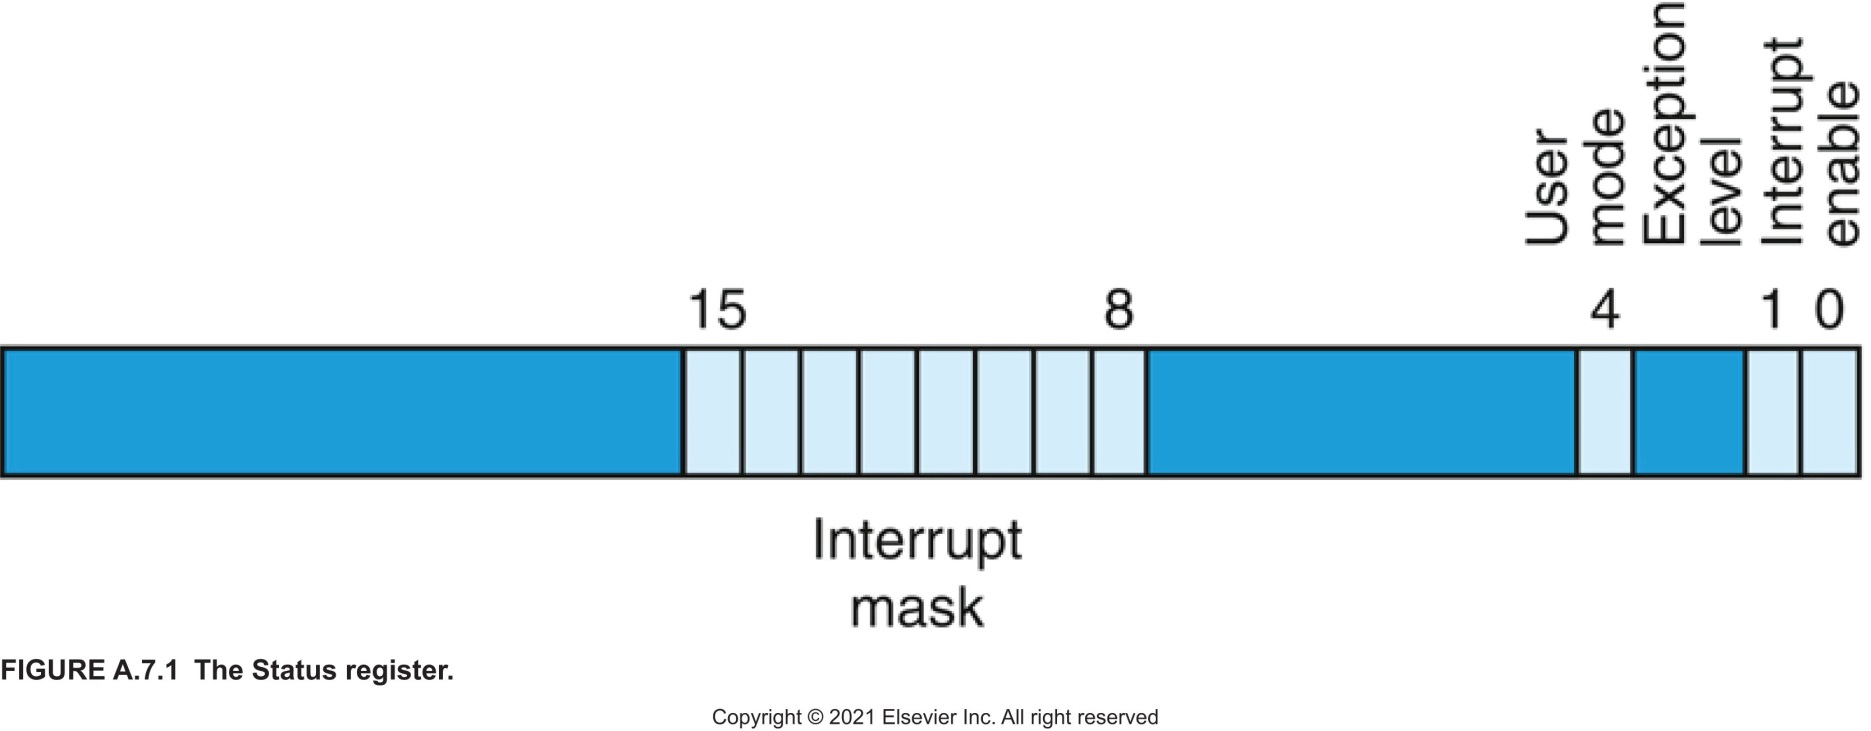 User
mode
Exception
level
Interrupt
enable
15 8 4 1 0
Interrupt
mask
FIGURE A.7.1 The Status register.
Copyright © 2021 Elsevier Inc. All right reserved